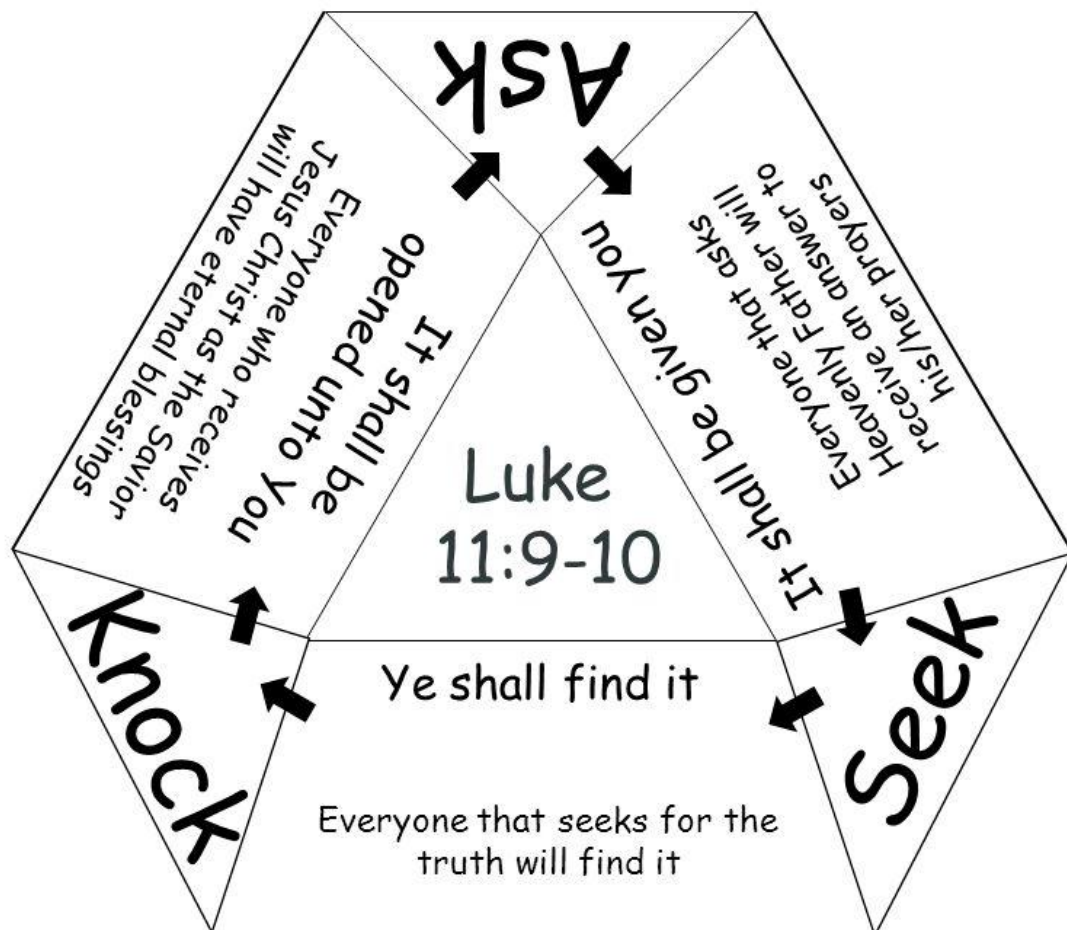 Ask
It shall be given you
Everyone that asks
Heavenly Father will
receive an answer to
his/her prayers
Seek
Ye shall find it
Everyone that seeks for the
truth will find it
Knock
It shall be
opened unto You
Everyone who receives
Jesus Christ as the Savior
will have eternal blessings
Luke
11:9-10